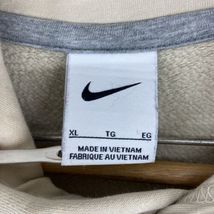 XL TG EG
MADE IN VIETNAM
FABRIQUE AU VIETNAM